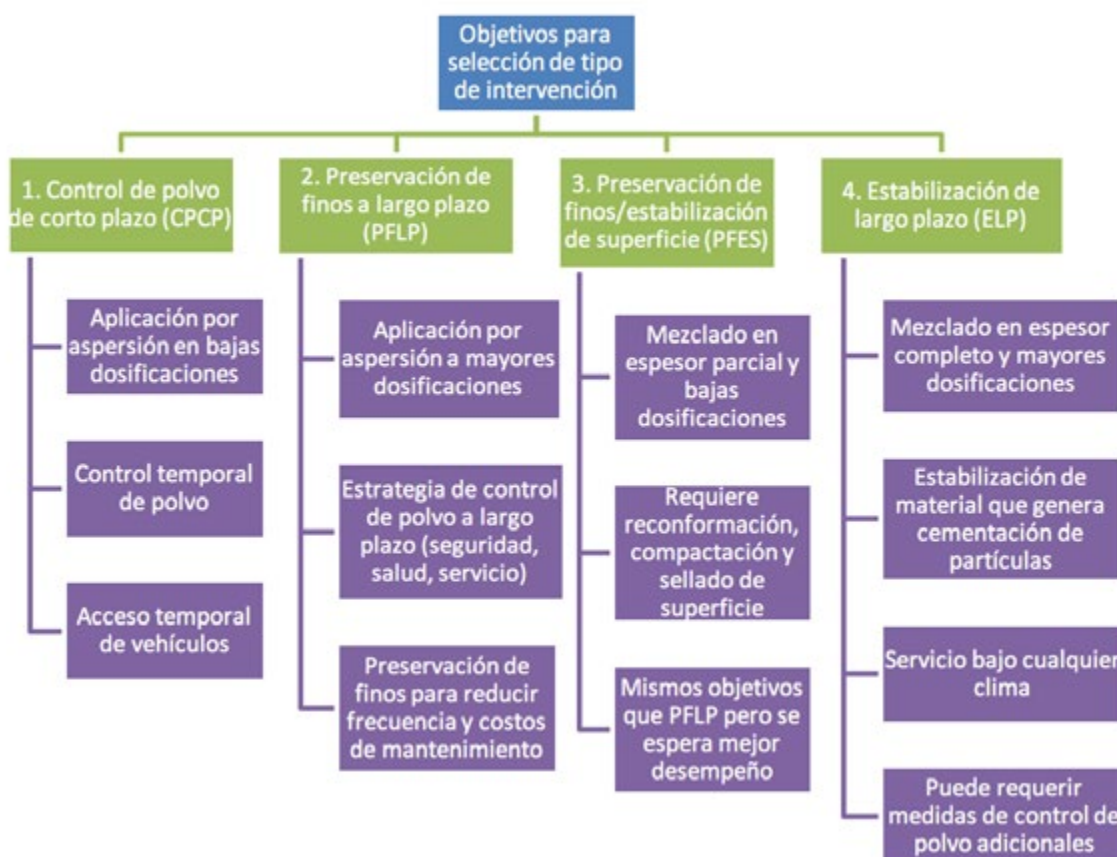 Objetivos para
selección de tipo
de intervención
1. Control de polvo
de corto plazo (CPCP)
Aplicación por
aspersión en bajas
dosificaciones
Control temporal
de polvo
Acceso temporal
de vehículos
2. Preservación de
finos a largo plazo
(PFLP)
Aplicación por
aspersión a mayores
dosificaciones
Estrategia de control
de polvo a largo
plazo (seguridad,
salud, servicio)
Preservación de
finos para reducir
frecuencia y costos
de mantenimiento
3. Preservación de
finos/estabilización
de superficie (PFES)
Mezclado en
espesor parcial y
bajas
dosificaciones
Requiere
reconformación,
compactación y
sellado de
superficie
Mismos objetivos
que PFLP pero se
espera mejor
desempeño
4. Estabilización de
largo plazo (ELP)
Mezclado en espesor
completo y mayores
dosificaciones
Estabilización de
material que genera
cementación de
partículas
Servicio bajo cualquier
clima
Puede requerir
medidas de control de
polvo adicionales